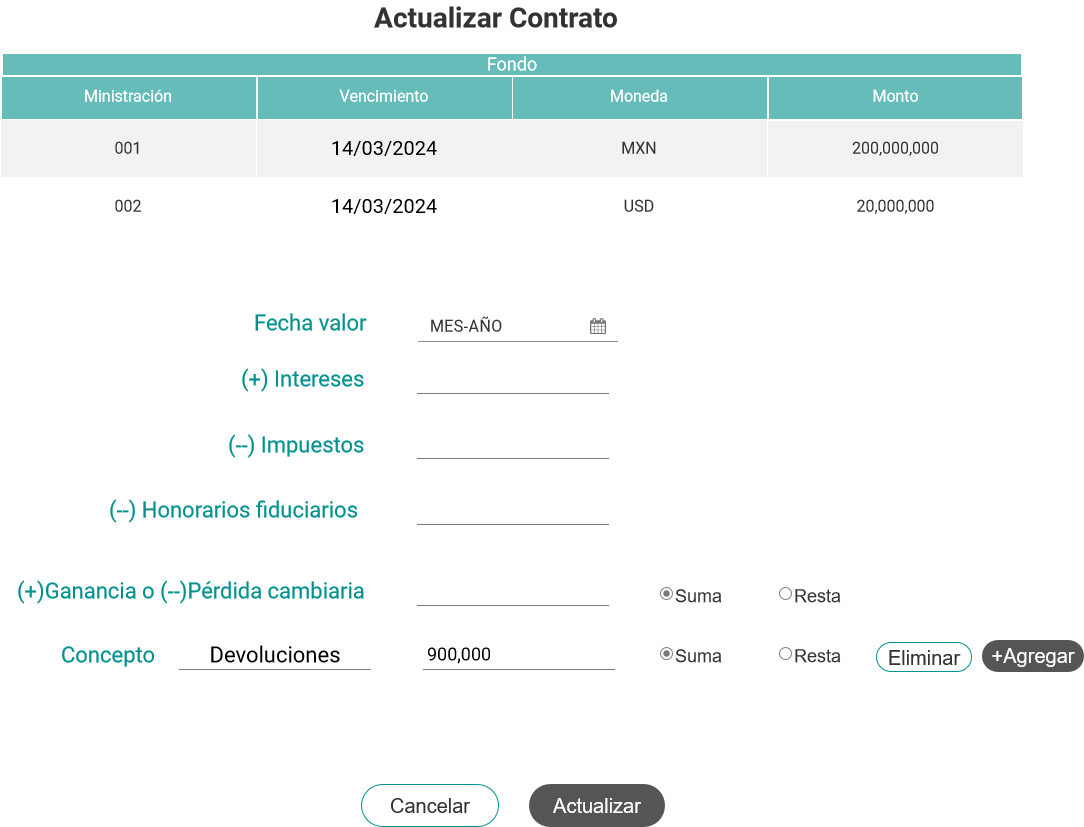 Actualizar Contrato
Fondo
Ministración Vencimiento Moneda Monto
001 14/03/2024 MXN 200,000,000
002 14/03/2024 USD 20,000,000
Fecha valor MES-AÑO
(+) Intereses
(--) Impuestos
(--) Honorarios fiduciarios
(+)Ganancia o (--)Pérdida cambiaria Suma Resta
Concepto Devoluciones 900,000 Suma Resta Eliminar +Agregar
Cancelar Actualizar